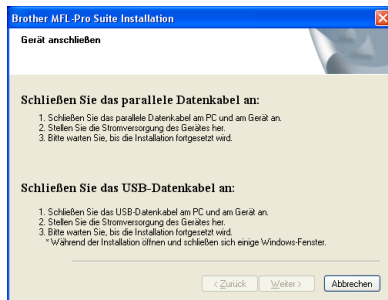 Brother MFL-Pro Suite Installation
Gerät anschließen
Schließen Sie das parallele Datenkabel an:
1. Schließen Sie das parallele Datenkabel am PC und am Gerät an.
2. Stellen Sie die Stromversorgung des Gerätes her.
3. Bitte warten Sie, bis die Installation fortgesetzt wird.
Schließen Sie das USB-Datenkabel an:
1. Schließen Sie das USB-Datenkabel am PC und am Gerät an.
2. Stellen Sie die Stromversorgung des Gerätes her.
3. Bitte warten Sie, bis die Installation fortgesetzt wird.
* Während der Installation öffnen und schließen sich einige Windows-Fenster.
< Zurück Weiter > Abbrechen